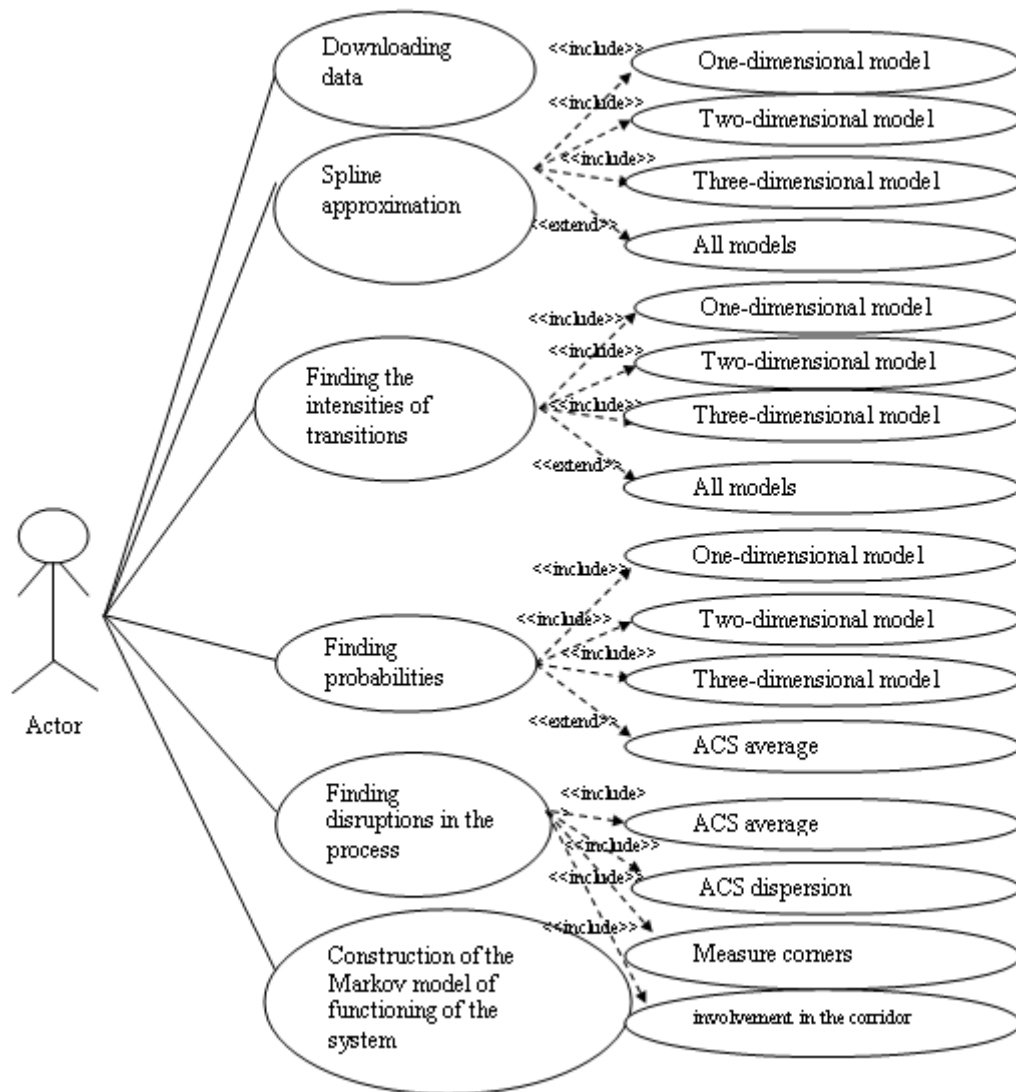 Downloading
data
<<include>>
One-dimensional model
<<include>>
Two-dimensional model
Spline
approximation
<<include>>
Three-dimensional model
<<extend>>
All models
Finding the
intensities of
transitions
<<include>>
One-dimensional model
<<include>>
Two-dimensional model
<<include>>
Three-dimensional model
<<extend>>
All models
Actor
Finding
probabilities
<<include>>
One-dimensional model
<<include>>
Two-dimensional model
<<include>>
Three-dimensional model
<<extend>>
ACS average
Finding
disruptions in the
process
<<include>
>
ACS average
<<include>>
ACS dispersion
<<include>>
Measure corners
<<include>>
involvement in the corridor
Construction of the
Markov model of
functioning of the
system